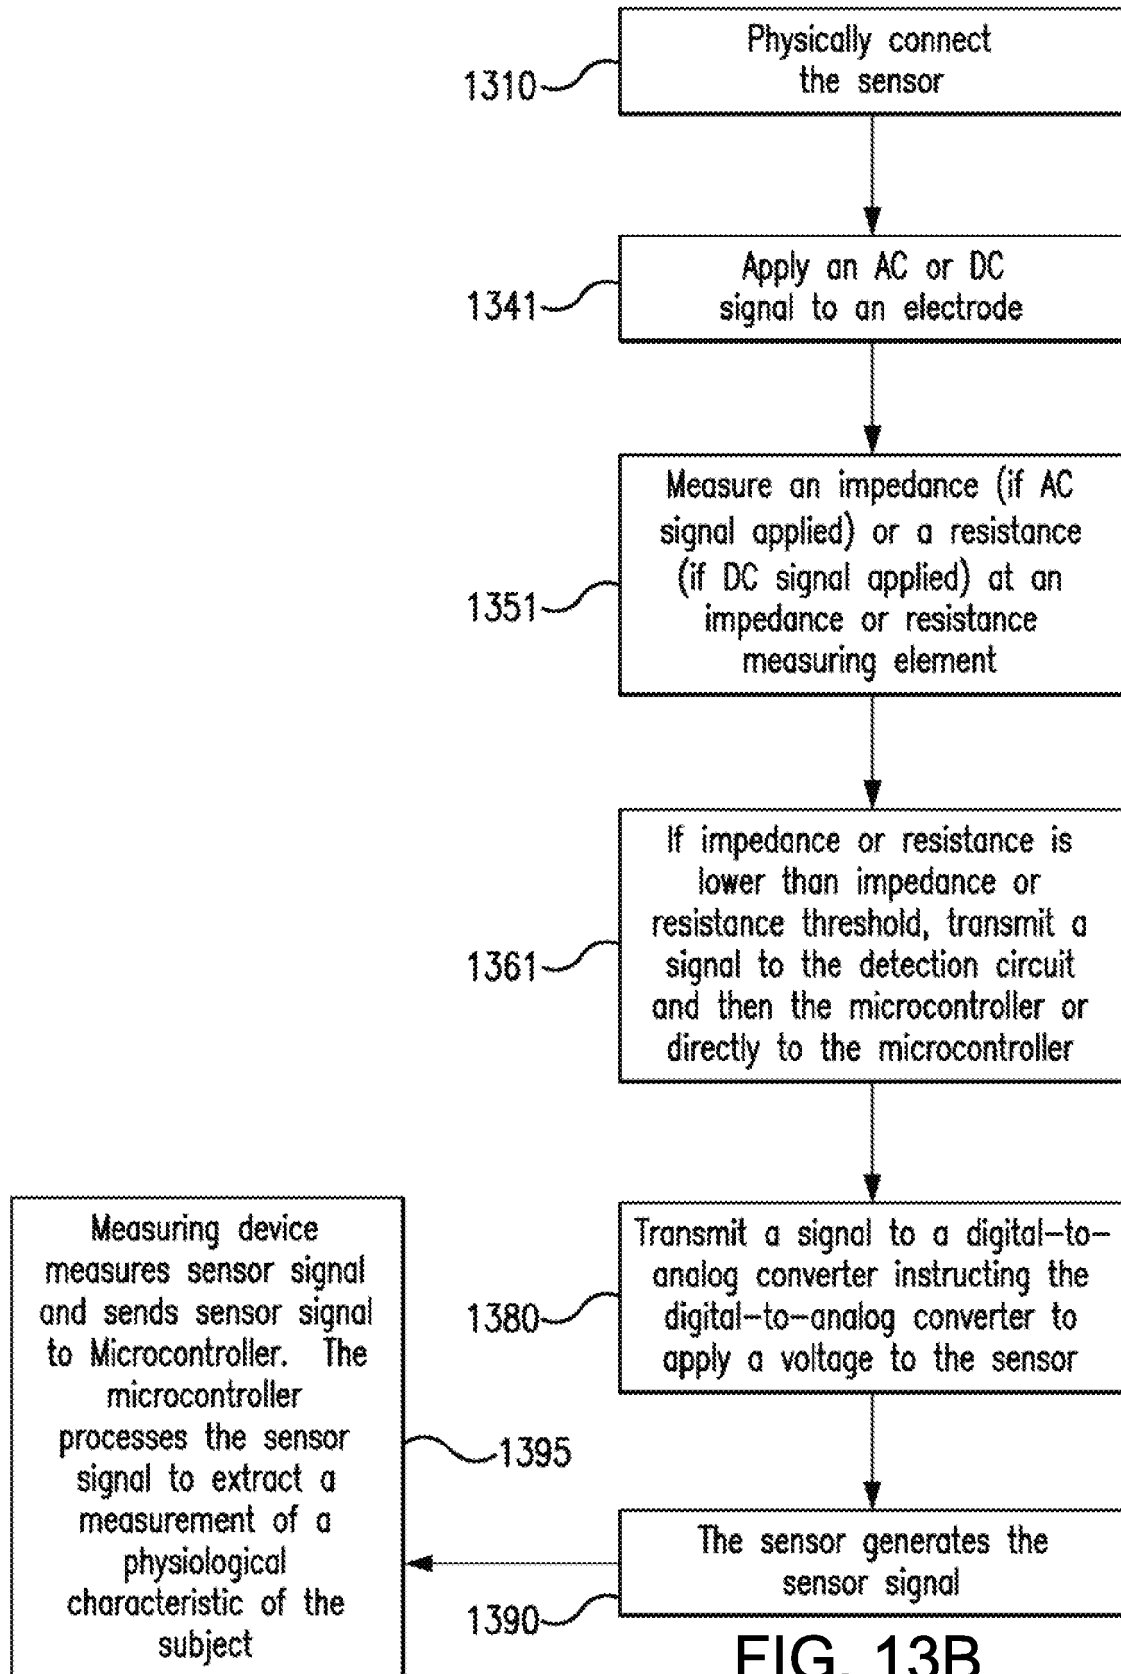 Physically connect
the sensor
1310
Apply an AC or DC
signal to an electrode
1341
Measure an impedance (if AC
signal applied) or a resistance
(if DC signal applied) at an
impedance or resistance
measuring element
1351
If impedance or resistance is
lower than impedance or
resistance threshold, transmit a
signal to the detection circuit
and then the microcontroller or
directly to the microcontroller
1361
Transmit a signal to a digital-to-
analog converter instructing the
digital-to-analog converter to
apply a voltage to the sensor
1380
The sensor generates the
sensor signal
1390
Measuring device
measures sensor signal
and sends sensor signal
to Microcontroller. The
microcontroller
processes the sensor
signal to extract a
measurement of a
physiological
characteristic of the
subject
1395
FIG. 13B